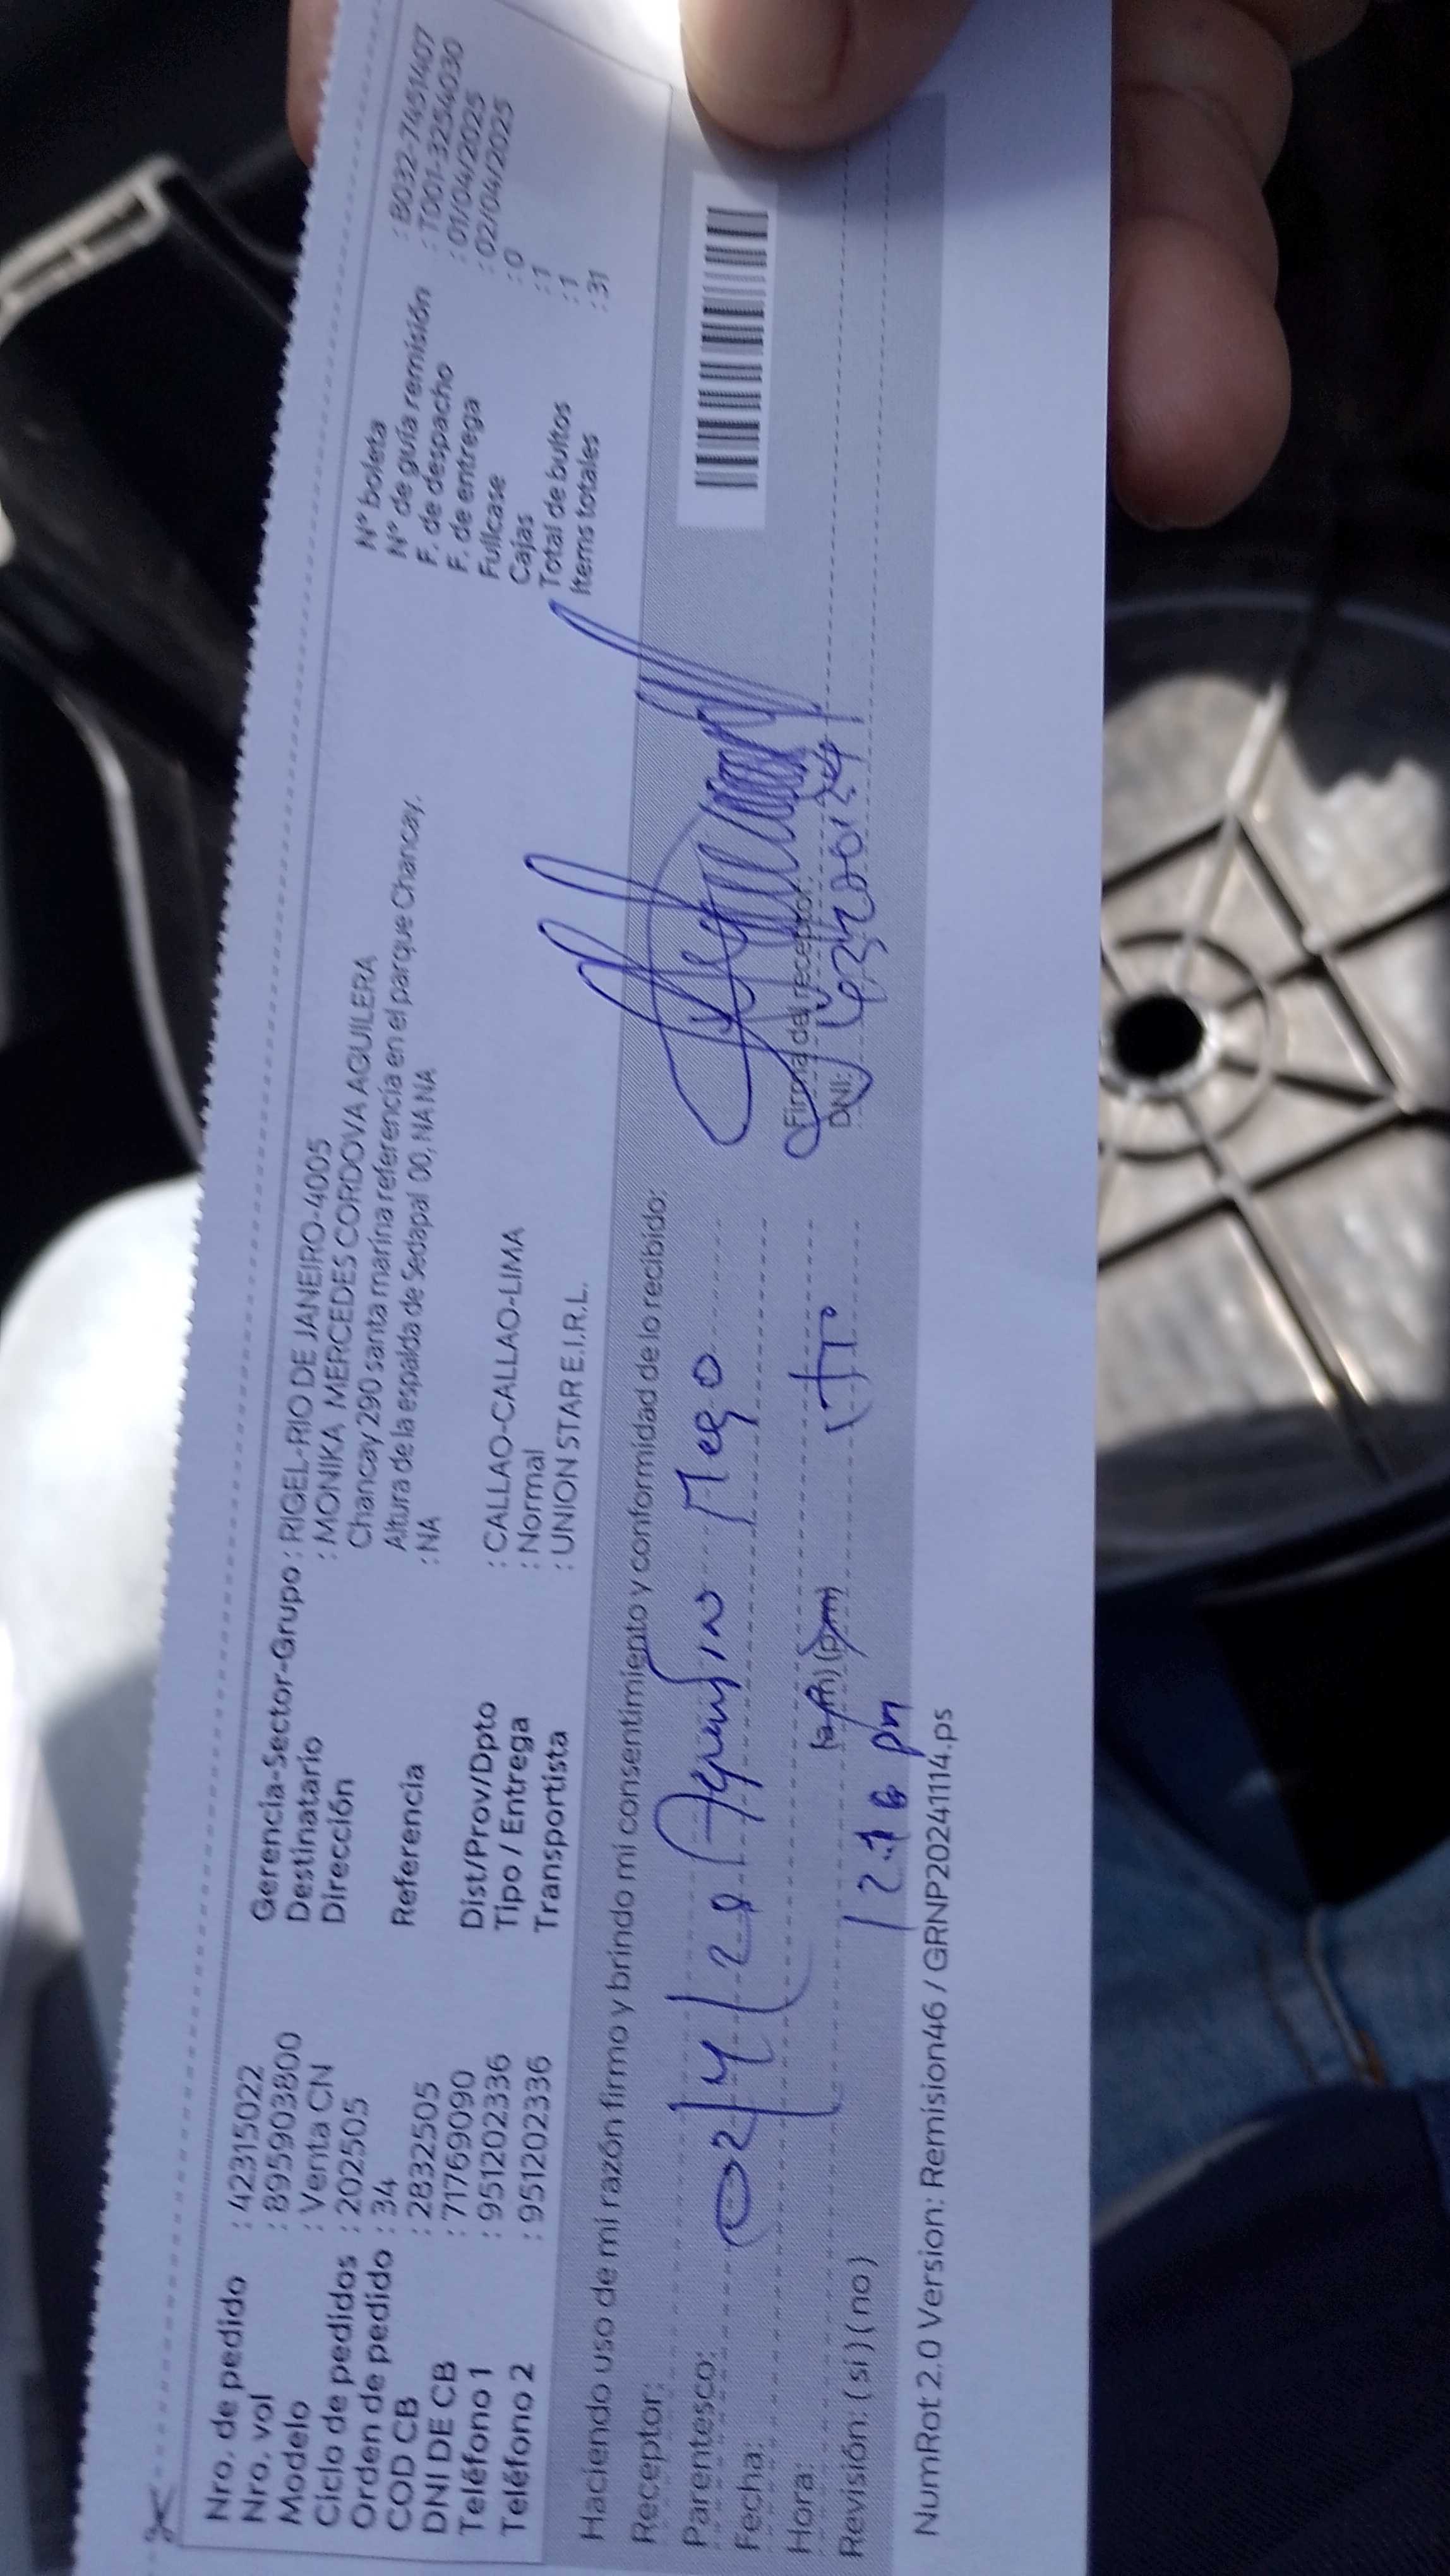 Nro. de pedido : 42315022
Nro. vol : 8959038​00
Modelo : Venta CN
Ciclo de pedidos : 202505
Orden de pedido : 34
COD CB : 2832505
DNI DE CB : 71769090
Teléfono 1 : 951202336
Teléfono 2 : 951202336
Gerencia-Sector-Grupo : RIGEL-RIO DE JANEIRO-4005
Destinatario : MONIKA MERCEDES CORDOVA AGUILERA
Dirección Chancay 290 santa marina referencia en el parque Chancay.
Altura de la espalda de Sedapal 00, NA NA
Referencia : NA
Dist/Prov/Dpto : CALLAO-CALLAO-LIMA
Tipo / Entrega : Normal
Transportista : UNION STAR E.I.R.L.
N° boleta : B032-74651407
N° de guía remisión : T001-32540​30
F. de despacho : 01/04/2025
F. de entrega : 02/04/2025
Fullcase : 0
Cajas : 1
Total de bultos : 1
Items totales : 31
Haciendo uso de mi razón firmo y brindo mi consentimiento y conformidad de lo recibido:
Receptor:
Parentesco:
Mego
Fecha:
Hora: (am) (pm)
Revisión: (si) (no)
pm
Firma del receptor:
DNI:
NumRot 2.0 Version: Remision46 / GRNP20241114.ps